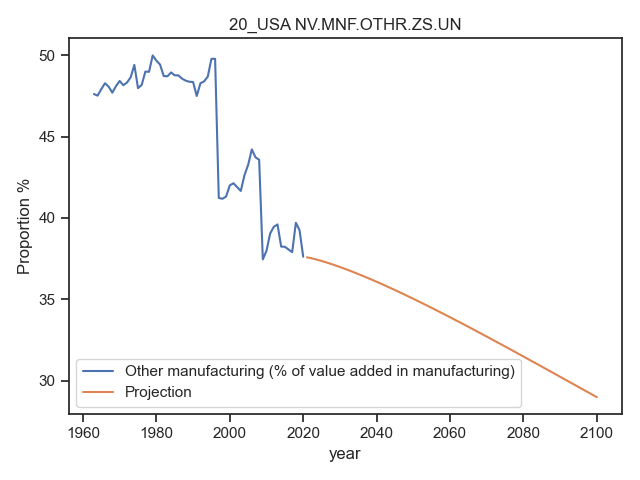 20_USA NV.MNF.OTHR.ZS.UN
50
45
40
35
30
Proportion %
Other manufacturing (% of value added in manufacturing)
Projection
1960 1980 2000 2020 2040 2060 2080 2100
year